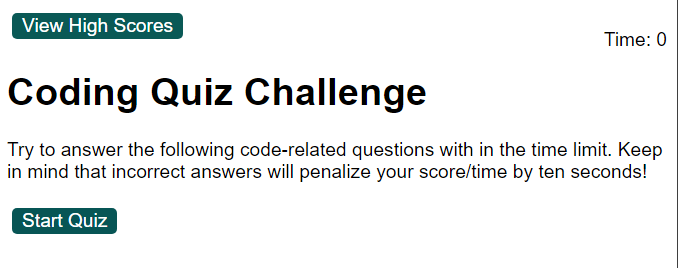 View High Scores
Time: 0
Coding Quiz Challenge
Try to answer the following code-related questions with in the time limit. Keep
in mind that incorrect answers will penalize your score/time by ten seconds!
Start Quiz